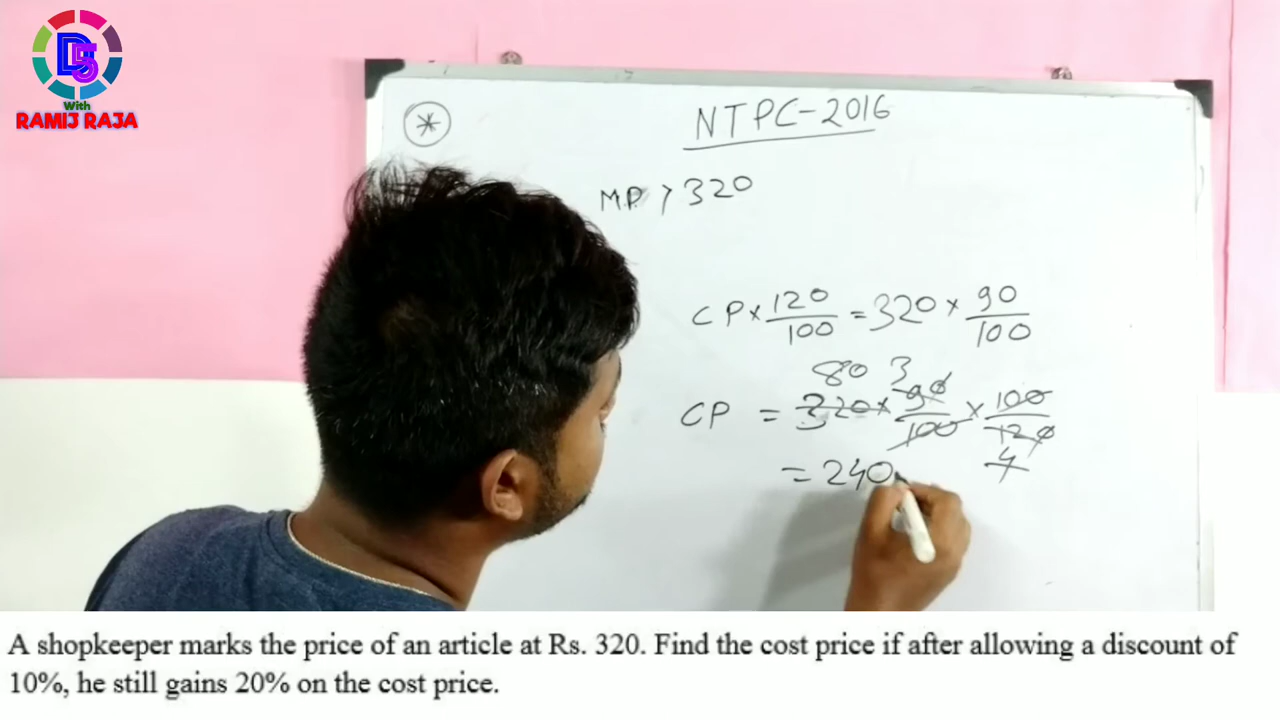 D5
With
RAMIJ RAJA
*
NTPC-2016
M.P > 320
CP × 120/100 = 320 × 90/100
80 3
CP = 320 × 90/100 × 100/120
4
= 240
A shopkeeper marks the price of an article at Rs. 320. Find the cost price if after allowing a discount of
10%, he still gains 20% on the cost price.